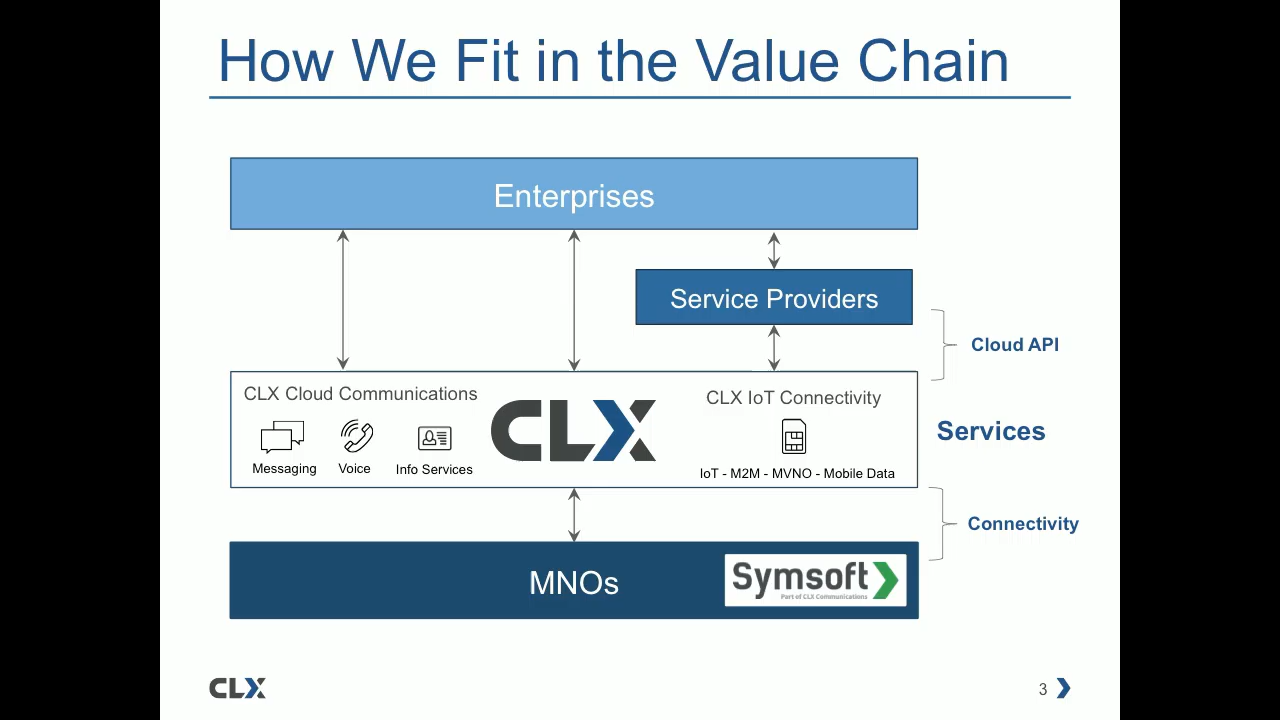 How We Fit in the Value Chain
Enterprises
Service Providers
Cloud API
CLX Cloud Communications
CLX
CLX IoT Connectivity
Services
Messaging
Voice
Info Services
IoT - M2M - MVNO - Mobile Data
Connectivity
MNOs
Symsoft
Part of CLX Communications
CLX
3